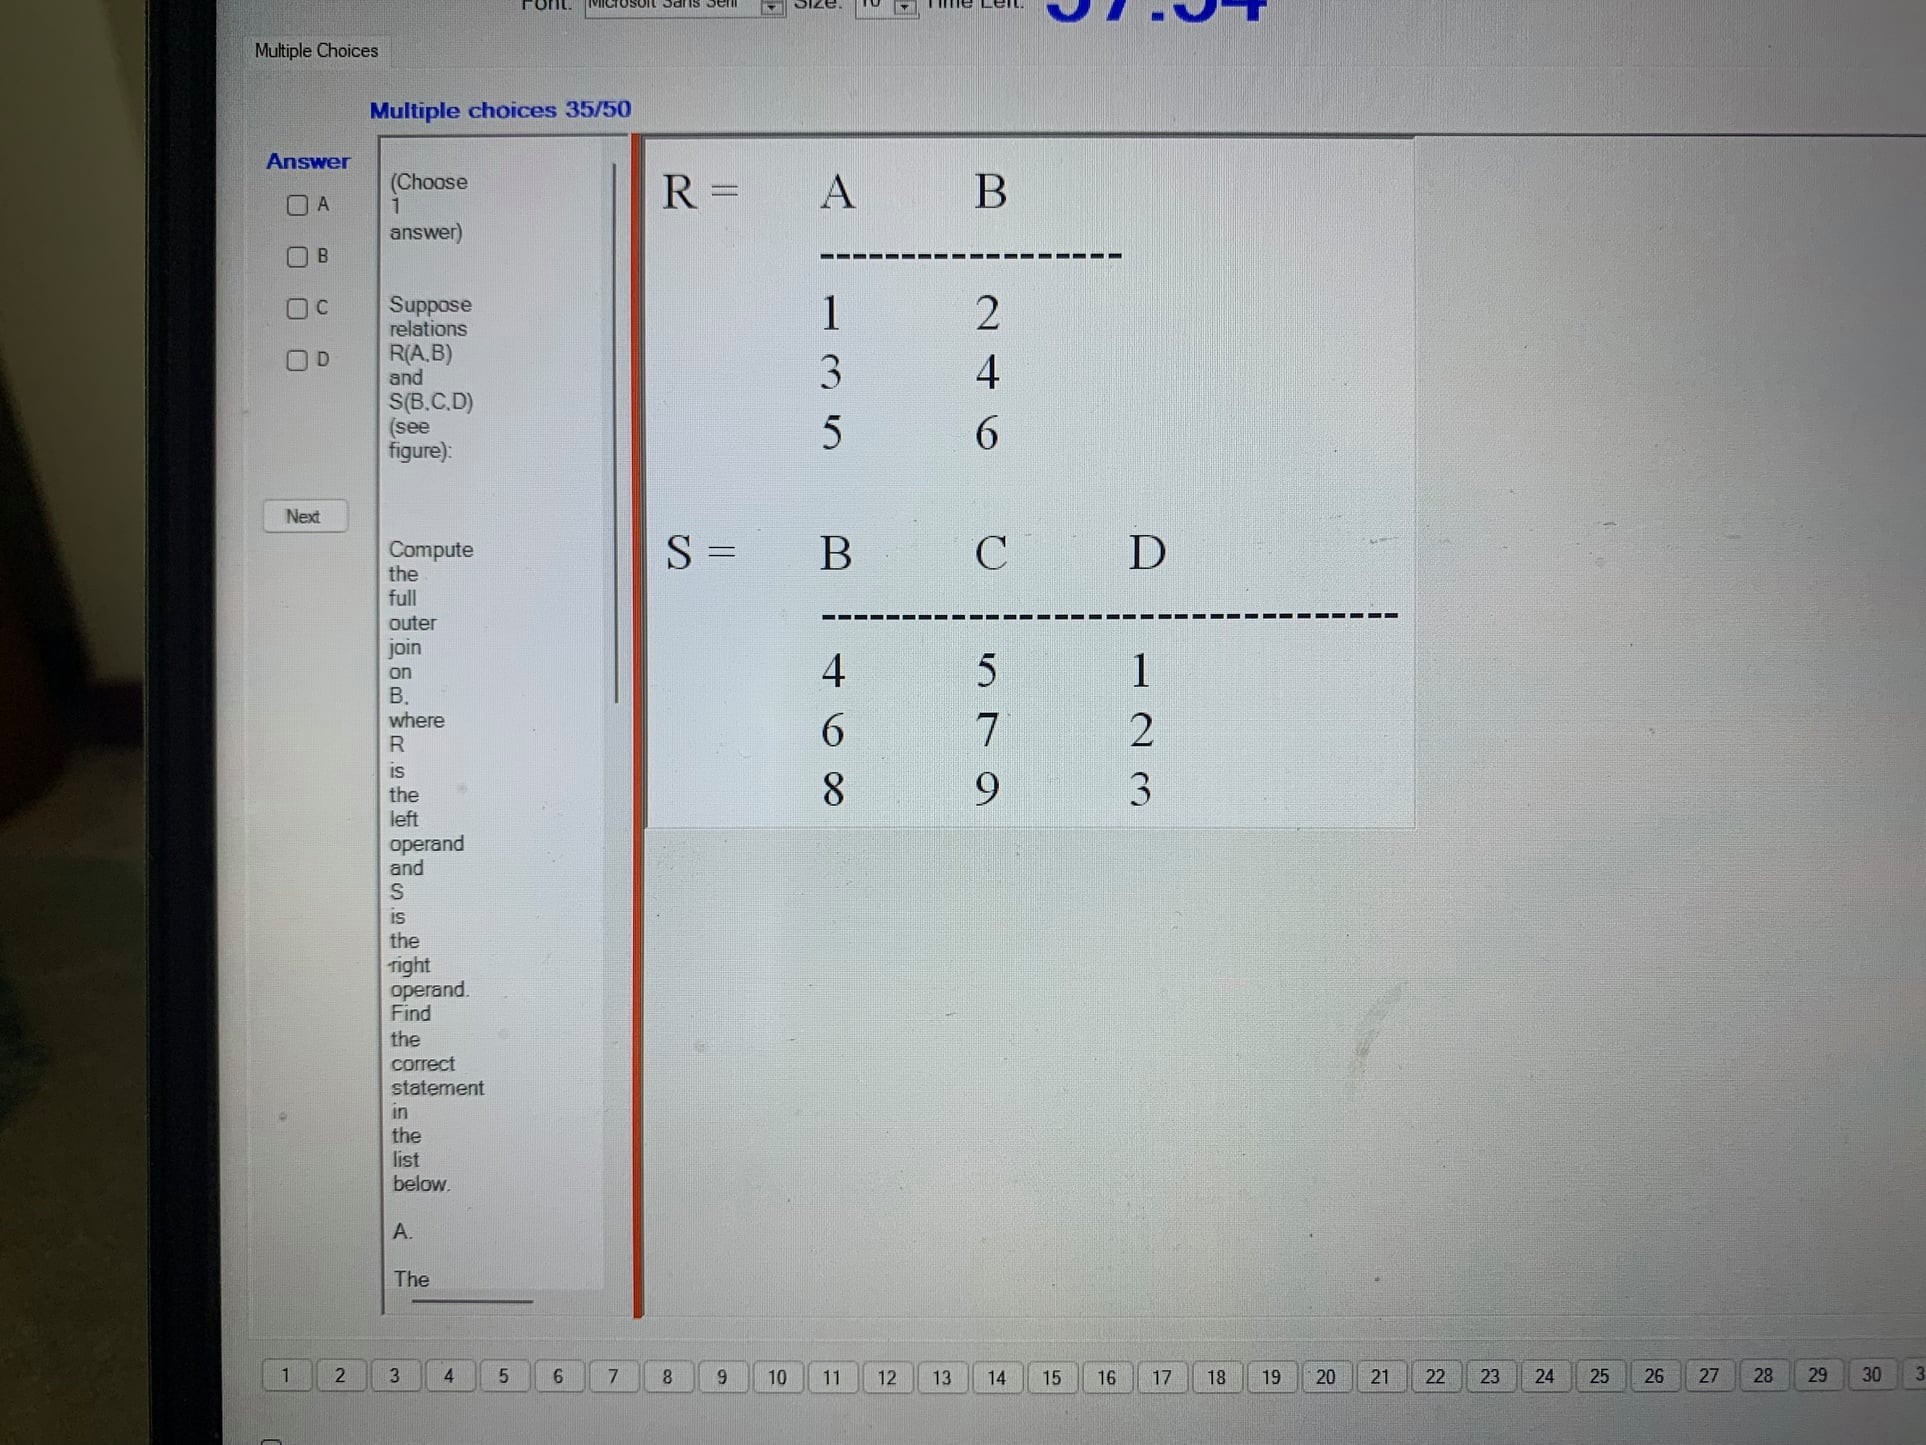 Font: Microsoft Sans Serif Size: 10 Time Left: 57:54
Multiple Choices
Multiple choices 35/50
Answer
A
B
C
D
Next
(Choose
1
answer)
Suppose
relations
R(A,B)
and
S(B,C,D)
(see
figure):
Compute
the
full
outer
join
on
B,
where
R
is
the
left
operand
and
S
is
the
right
operand.
Find
the
correct
statement
in
the
list
below.
A.
The
R = A B
-------------------
1 2
3 4
5 6
S = B C D
------------------------------------
4 5 1
6 7 2
8 9 3
1 2 3 4 5 6 7 8 9 10 11 12 13 14 15 16 17 18 19 20 21 22 23 24 25 26 27 28 29 30